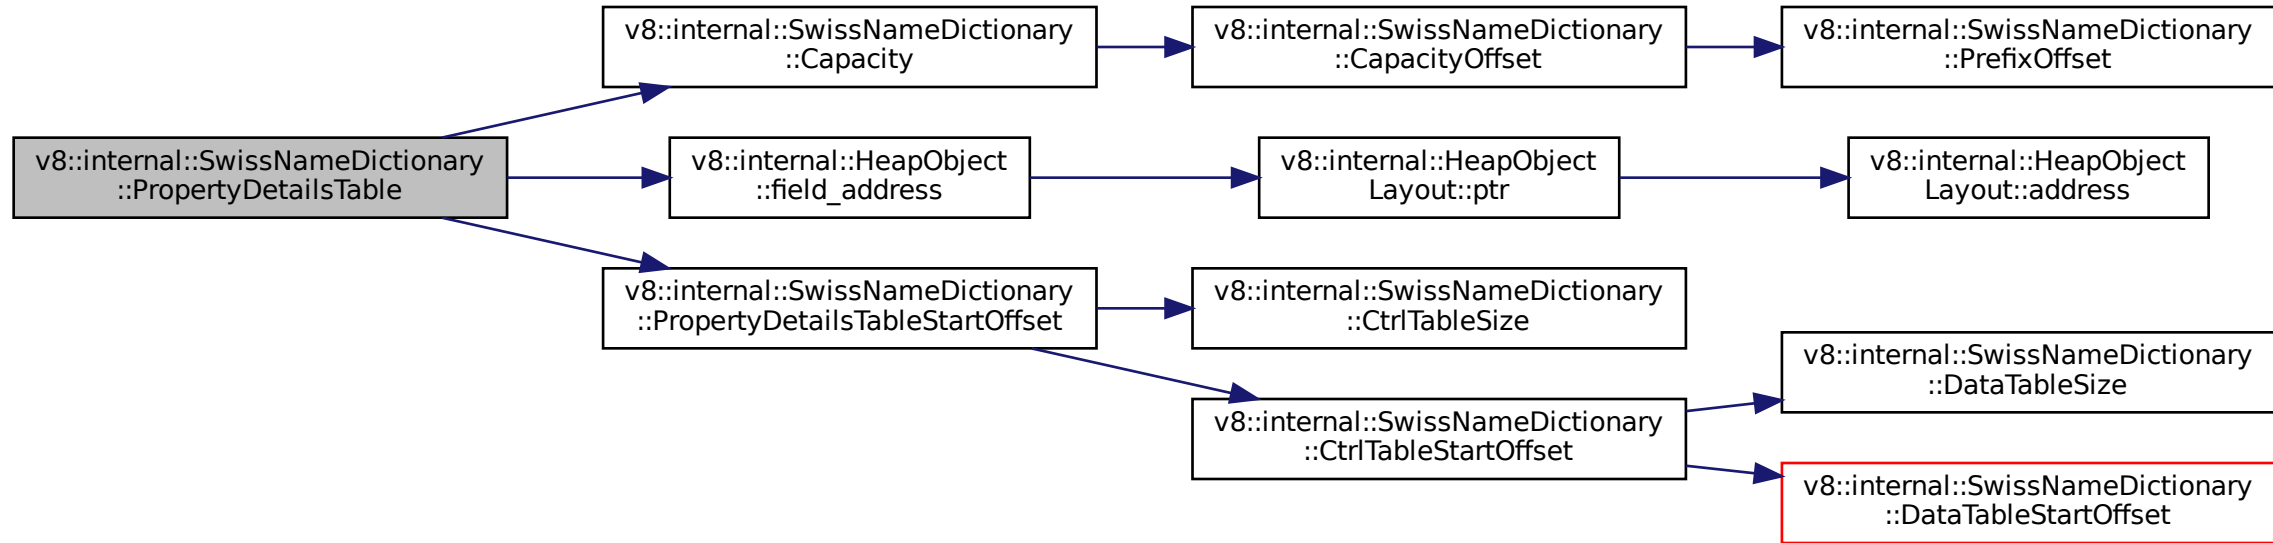 v8::internal::SwissNameDictionary
::Capacity
v8::internal::SwissNameDictionary
::CapacityOffset
v8::internal::SwissNameDictionary
::PrefixOffset
v8::internal::SwissNameDictionary
::PropertyDetailsTable
v8::internal::HeapObject
::field_address
v8::internal::HeapObject
Layout::ptr
v8::internal::HeapObject
Layout::address
v8::internal::SwissNameDictionary
::PropertyDetailsTableStartOffset
v8::internal::SwissNameDictionary
::CtrlTableSize
v8::internal::SwissNameDictionary
::DataTableSize
v8::internal::SwissNameDictionary
::CtrlTableStartOffset
v8::internal::SwissNameDictionary
::DataTableStartOffset